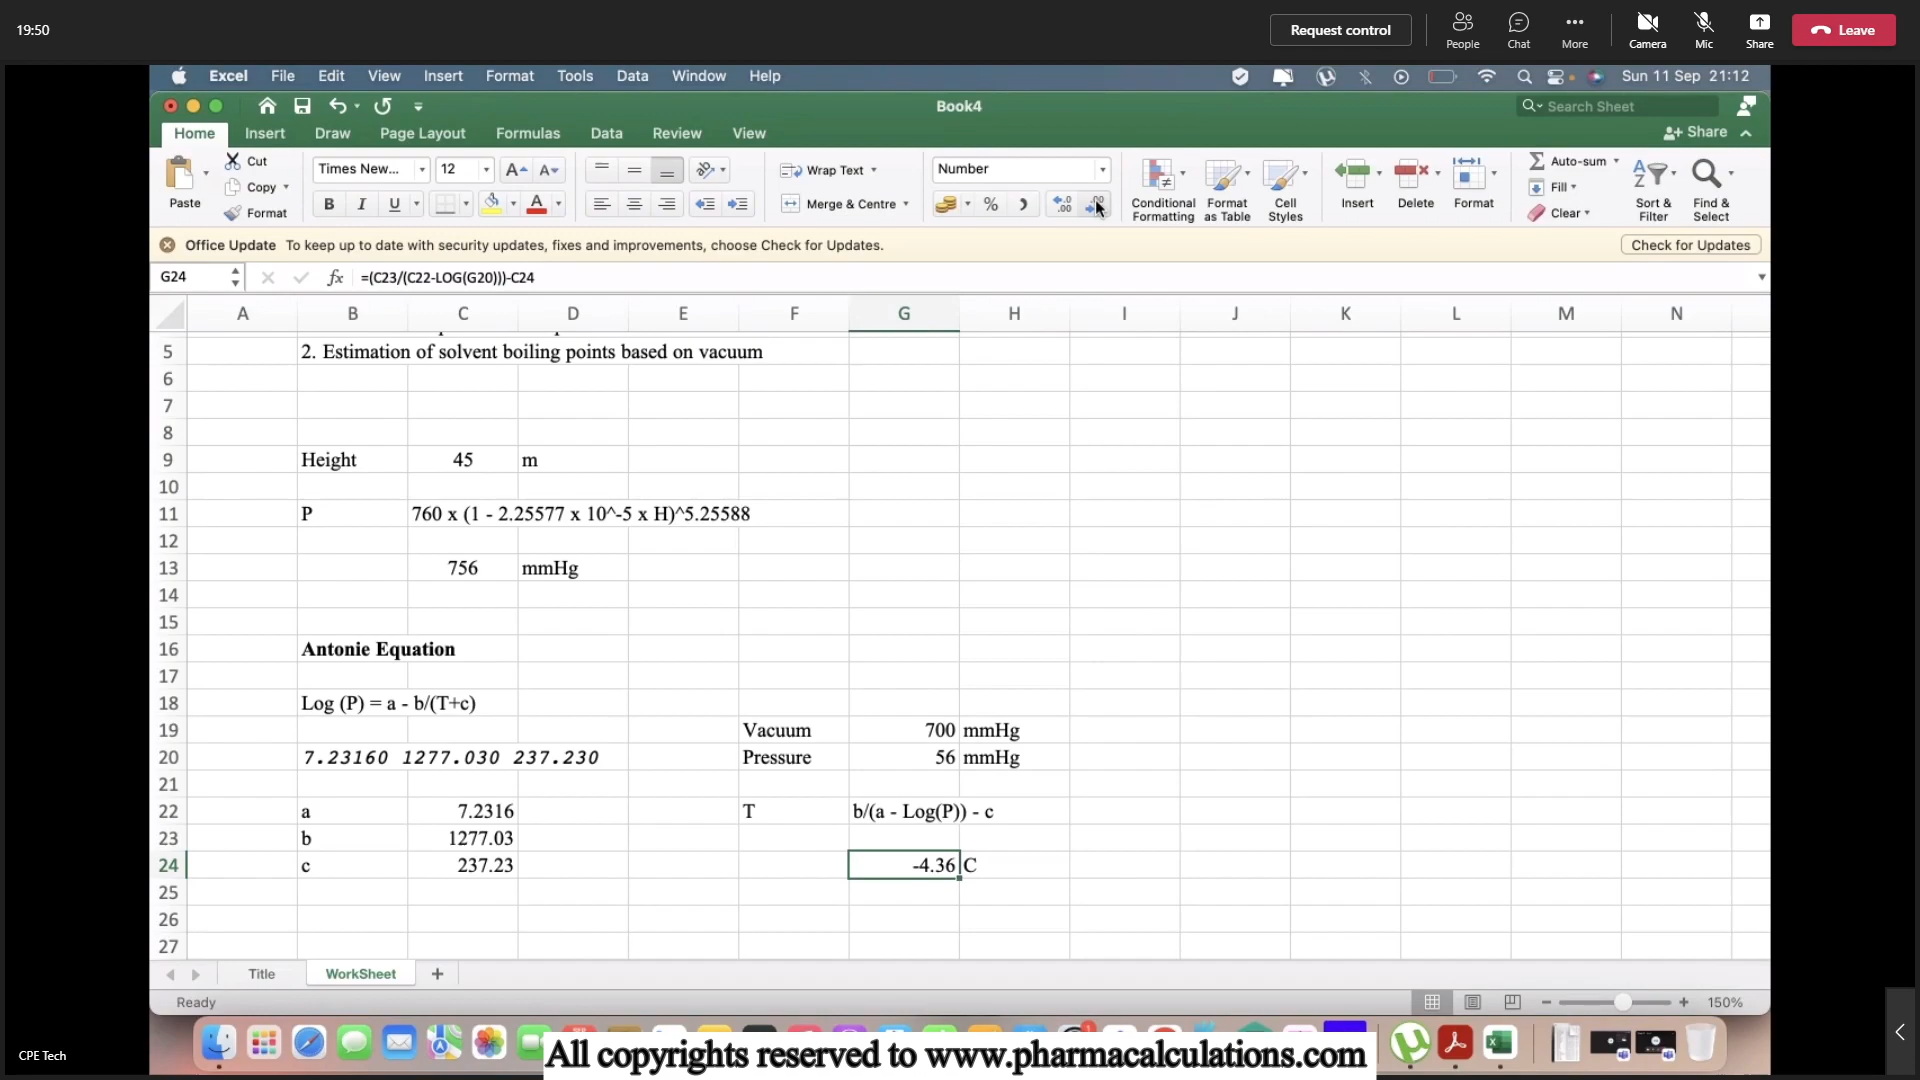 19:50
Request control
People
Chat
More
Camera
Mic
Share
Leave
Excel File Edit View Insert Format Tools Data Window Help
Sun 11 Sep 21:12
Book4
Search Sheet
Home Insert Draw Page Layout Formulas Data Review View
Share
Paste
Cut
Copy
Format
Times New...
12
B I U
Wrap Text
Merge & Centre
Number
Conditional Formatting
Format as Table
Cell Styles
Insert
Delete
Format
Auto-sum
Fill
Clear
Sort & Filter
Find & Select
Office Update To keep up to date with security updates, fixes and improvements, choose Check for Updates.
Check for Updates
G24
fx =(C23/(C22-LOG(G20)))-C24
A B C D E F G H I J K L M N
5 2. Estimation of solvent boiling points based on vacuum
6
7
8
9 Height 45 m
10
11 P 760 x (1 - 2.25577 x 10^-5 x H)^5.25588
12
13 756 mmHg
14
15
16 Antonie Equation
17
18 Log (P) = a - b/(T+c)
19 Vacuum 700 mmHg
20 7.23160 1277.030 237.230 Pressure 56 mmHg
21
22 a 7.2316 T b/(a - Log(P)) - c
23 b 1277.03
24 c 237.23 -4.36 C
25
26
27
Title WorkSheet +
Ready
150%
CPE Tech
All copyrights reserved to www.pharmacalculations.com